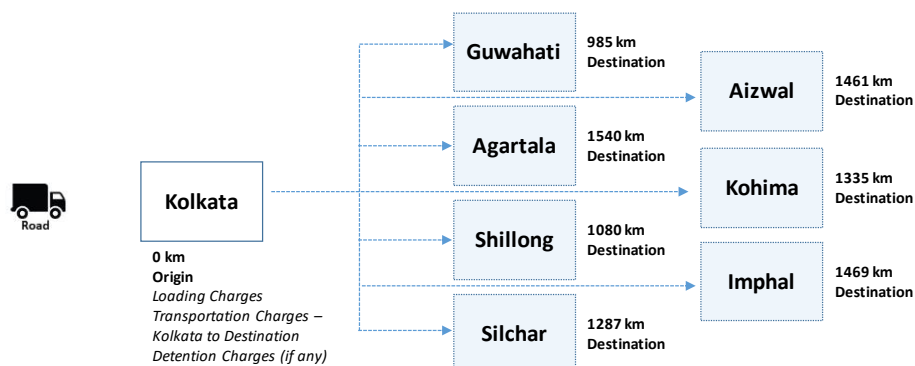 Guwahati
985 km
Destination
Aizwal
1461 km
Destination
Agartala
1540 km
Destination
Road
Kolkata
Kohima
1335 km
Destination
0 km
Origin
Loading Charges
Transportation Charges –
Kolkata to Destination
Detention Charges (if any)
Shillong
1080 km
Destination
Imphal
1469 km
Destination
Silchar
1287 km
Destination